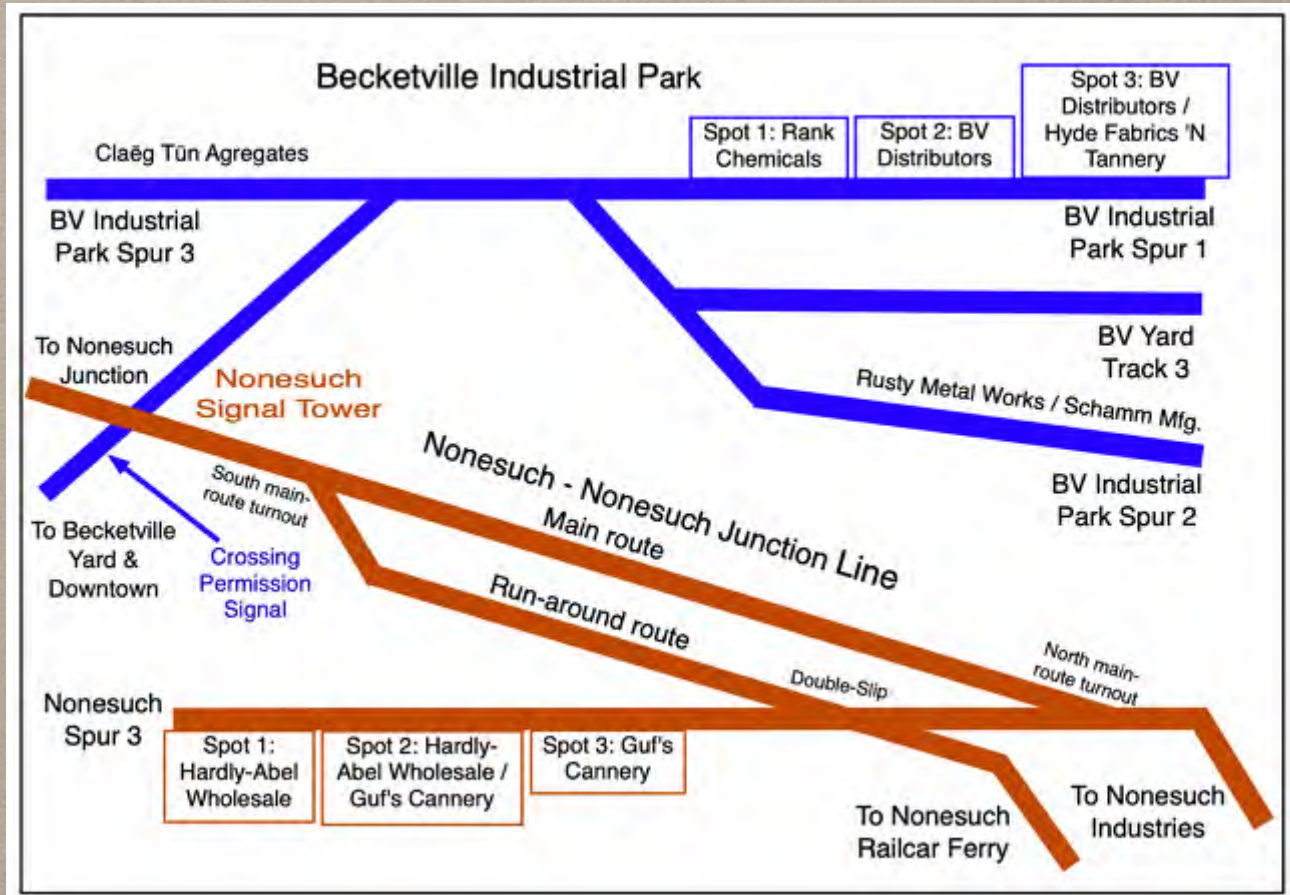 Becketville Industrial Park
Spot 3: BV
Distributors /
Hyde Fabrics 'N
Tannery
Spot 1: Rank
Chemicals
Spot 2: BV
Distributors
Claëg Tün Agregates
BV Industrial
Park Spur 3
BV Industrial
Park Spur 1
BV Yard
Track 3
To Nonesuch
Junction
Nonesuch
Signal Tower
Rusty Metal Works / Schamm Mfg.
BV Industrial
Park Spur 2
South main-
route turnout
Nonesuch - Nonesuch Junction Line
Main route
To Becketville
Yard &
Downtown
Crossing
Permission
Signal
Run-around route
Double-Slip
North main-
route turnout
Nonesuch
Spur 3
Spot 1:
Hardly-Abel
Wholesale
Spot 2: Hardly-
Abel Wholesale /
Guf's Cannery
Spot 3: Guf's
Cannery
To Nonesuch
Railcar Ferry
To Nonesuch
Industries